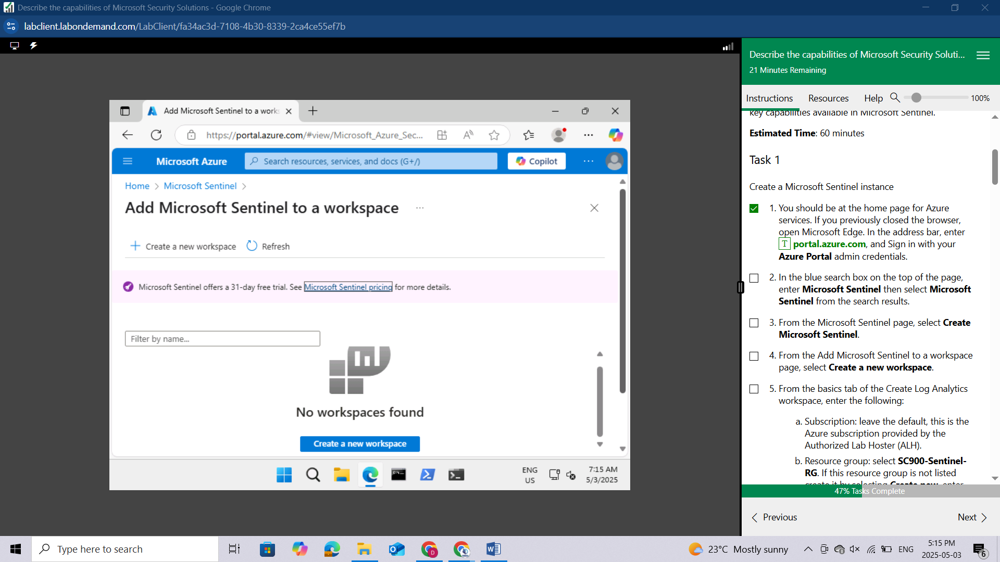 Describe the capabilities of Microsoft Security Solutions - Google Chrome
labclient.labondemand.com/LabClient/fa34ac3d-7108-4b30-8339-2ca4ce55ef7b
Describe the capabilities of Microsoft Security Soluti...
21 Minutes Remaining
Instructions Resources Help 100%
key capabilities available in Microsoft Sentinel.
Estimated Time: 60 minutes
Task 1
Create a Microsoft Sentinel instance
1. You should be at the home page for Azure
services. If you previously closed the browser,
open Microsoft Edge. In the address bar, enter
T portal.azure.com, and Sign in with your
Azure Portal admin credentials.
2. In the blue search box on the top of the page,
enter Microsoft Sentinel then select Microsoft
Sentinel from the search results.
3. From the Microsoft Sentinel page, select Create
Microsoft Sentinel.
4. From the Add Microsoft Sentinel to a workspace
page, select Create a new workspace.
5. From the basics tab of the Create Log Analytics
workspace, enter the following:
a. Subscription: leave the default, this is the
Azure subscription provided by the
Authorized Lab Hoster (ALH).
b. Resource group: select SC900-Sentinel-
RG. If this resource group is not listed
create it by selecting Create new, enter
47% Tasks Complete
Previous
Next
Add Microsoft Sentinel to a works
https://portal.azure.com/#view/Microsoft_Azure_Sec...
Microsoft Azure
Search resources, services, and docs (G+/)
Copilot
Home > Microsoft Sentinel >
Add Microsoft Sentinel to a workspace
Create a new workspace
Refresh
Microsoft Sentinel offers a 31-day free trial. See Microsoft Sentinel pricing for more details.
Filter by name...
No workspaces found
Create a new workspace
ENG
US
7:15 AM
5/3/2025
Type here to search
23°C Mostly sunny
ENG
5:15 PM
2025-05-03
6